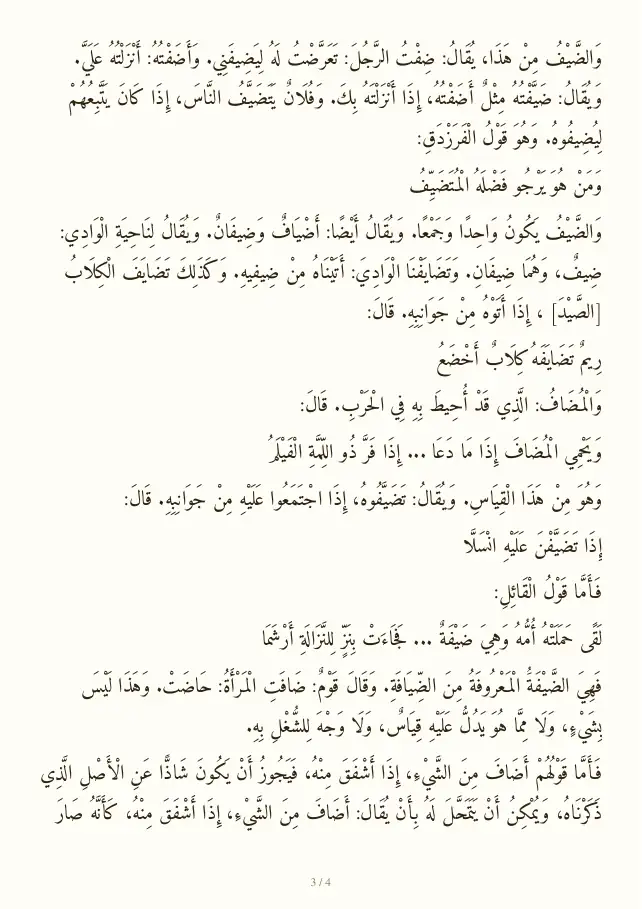 وَالضَّيْفُ مِنْ هَذَا، يُقَالُ: ضِفْتُ الرَّجُلَ: تَعَرَّضْتُ لَهُ لِيَضِيفَنِي. وَأَضَفْتُهُ: أَنْزَلْتُهُ عَلَيَّ.
وَيُقَالُ: ضَيَّفْتُهُ مِثْلُ أَضَفْتُهُ، إِذَا أَنْزَلْتَهُ بِكَ. وَفُلَانٌ يَتَضَيَّفُ النَّاسَ، إِذَا كَانَ يَتَّبِعُهُمْ
لِيُضِيفُوهُ. وَهُوَ قَوْلُ الْفَرَزْدَقِ:
وَمَنْ هُوَ يَرْجُو فَضْلَهُ الْمُتَضَيِّفُ
وَالضَّيْفُ يَكُونُ وَاحِدًا وَجَمْعًا. وَيُقَالُ أَيْضًا: أَضْيَافٌ وَضِيفَانٌ. وَيُقَالُ لِنَاحِيَةِ الْوَادِي:
ضِيفٌ، وَهُمَا ضِيفَانِ. وَتَضَايَفْنَا الْوَادِيَ: أَتَيْنَاهُ مِنْ ضِيفِيهِ. وَكَذَلِكَ تَضَايَفَ الْكِلَابُ
[الصَّيْدَ] ، إِذَا أَتَوْهُ مِنْ جَوَانِبِهِ. قَالَ:
رِيمٌ تَضَايَفَهُ كِلَابٌ أَخْضَعُ
وَالْمُضَافُ: الَّذِي قَدْ أُحِيطَ بِهِ فِي الْحَرْبِ. قَالَ:
وَيَحْمِي الْمُضَافَ إِذَا مَا دَعَا ... إِذَا فَرَّ ذُو اللِّمَّةِ الْفَيْلَمُ
وَهُوَ مِنْ هَذَا الْقِيَاسِ. وَيُقَالُ: تَضَيَّفُوهُ، إِذَا اجْتَمَعُوا عَلَيْهِ مِنْ جَوَانِبِهِ. قَالَ:
إِذَا تَضَيَّفْنَ عَلَيْهِ انْسَلَّا
فَأَمَّا قَوْلُ الْقَائِلِ:
لَقًى حَمَلَتْهُ أُمُّهُ وَهِيَ ضَيْفَةٌ ... فَجَاءَتْ بِنَزٍّ لِلنَّزَالَةِ أَرْشَمَا
فَهِيَ الضَّيْفَةُ الْمَعْرُوفَةُ مِنَ الضِّيَافَةِ. وَقَالَ قَوْمٌ: ضَافَتِ الْمَرْأَةُ: حَاضَتْ. وَهَذَا لَيْسَ
بِشَيْءٍ، وَلَا مِمَّا هُوَ يَدُلُّ عَلَيْهِ قِيَاسٌ، وَلَا وَجْهَ لِلشُّغْلِ بِهِ.
فَأَمَّا قَوْلُهُمْ أَضَافَ مِنَ الشَّيْءِ، إِذَا أَشْفَقَ مِنْهُ، فَيَجُوزُ أَنْ يَكُونَ شَاذًّا عَنِ الْأَصْلِ الَّذِي
ذَكَرْنَاهُ، وَيُمْكِنُ أَنْ يَتَمَحَّلَ لَهُ بِأَنْ يُقَالَ: أَضَافَ مِنَ الشَّيْءِ، إِذَا أَشْفَقَ مِنْهُ، كَأَنَّهُ صَارَ
3 / 4